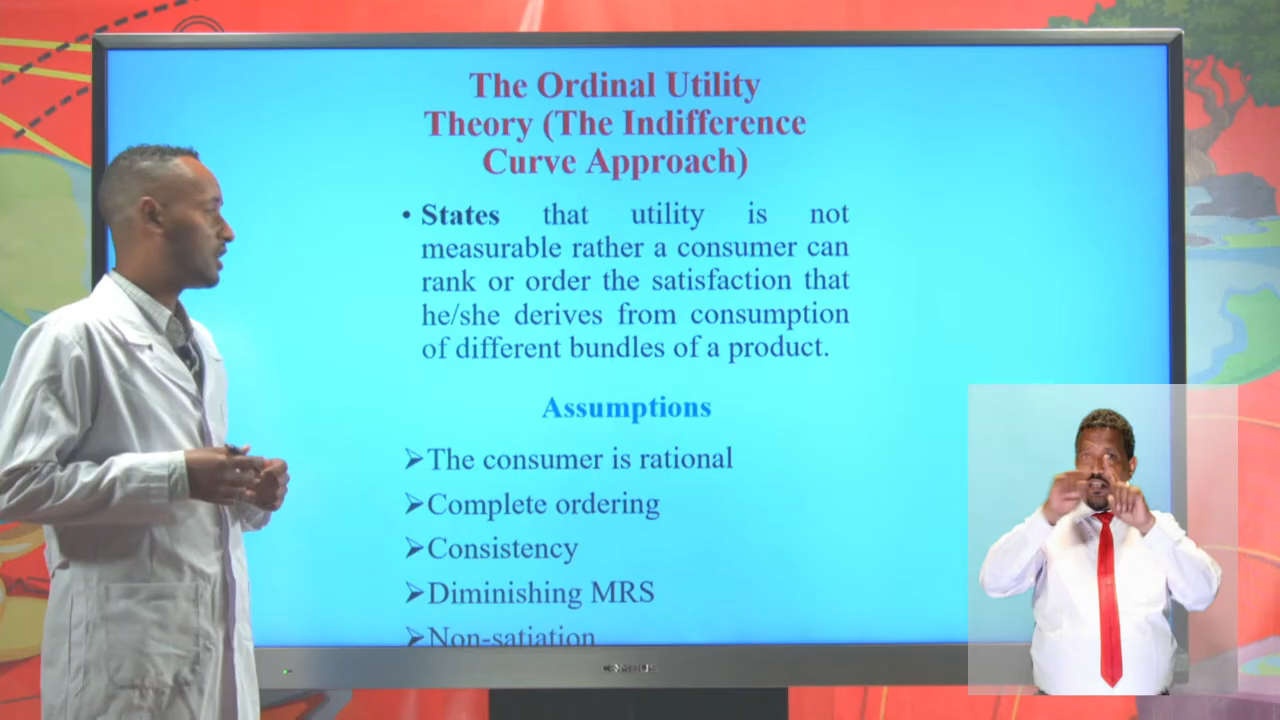 The Ordinal Utility
Theory (The Indifference
Curve Approach)
• States that utility is not
measurable rather a consumer can
rank or order the satisfaction that
he/she derives from consumption
of different bundles of a product.
Assumptions
➢The consumer is rational
➢Complete ordering
➢Consistency
➢Diminishing MRS
➢Non-satiation